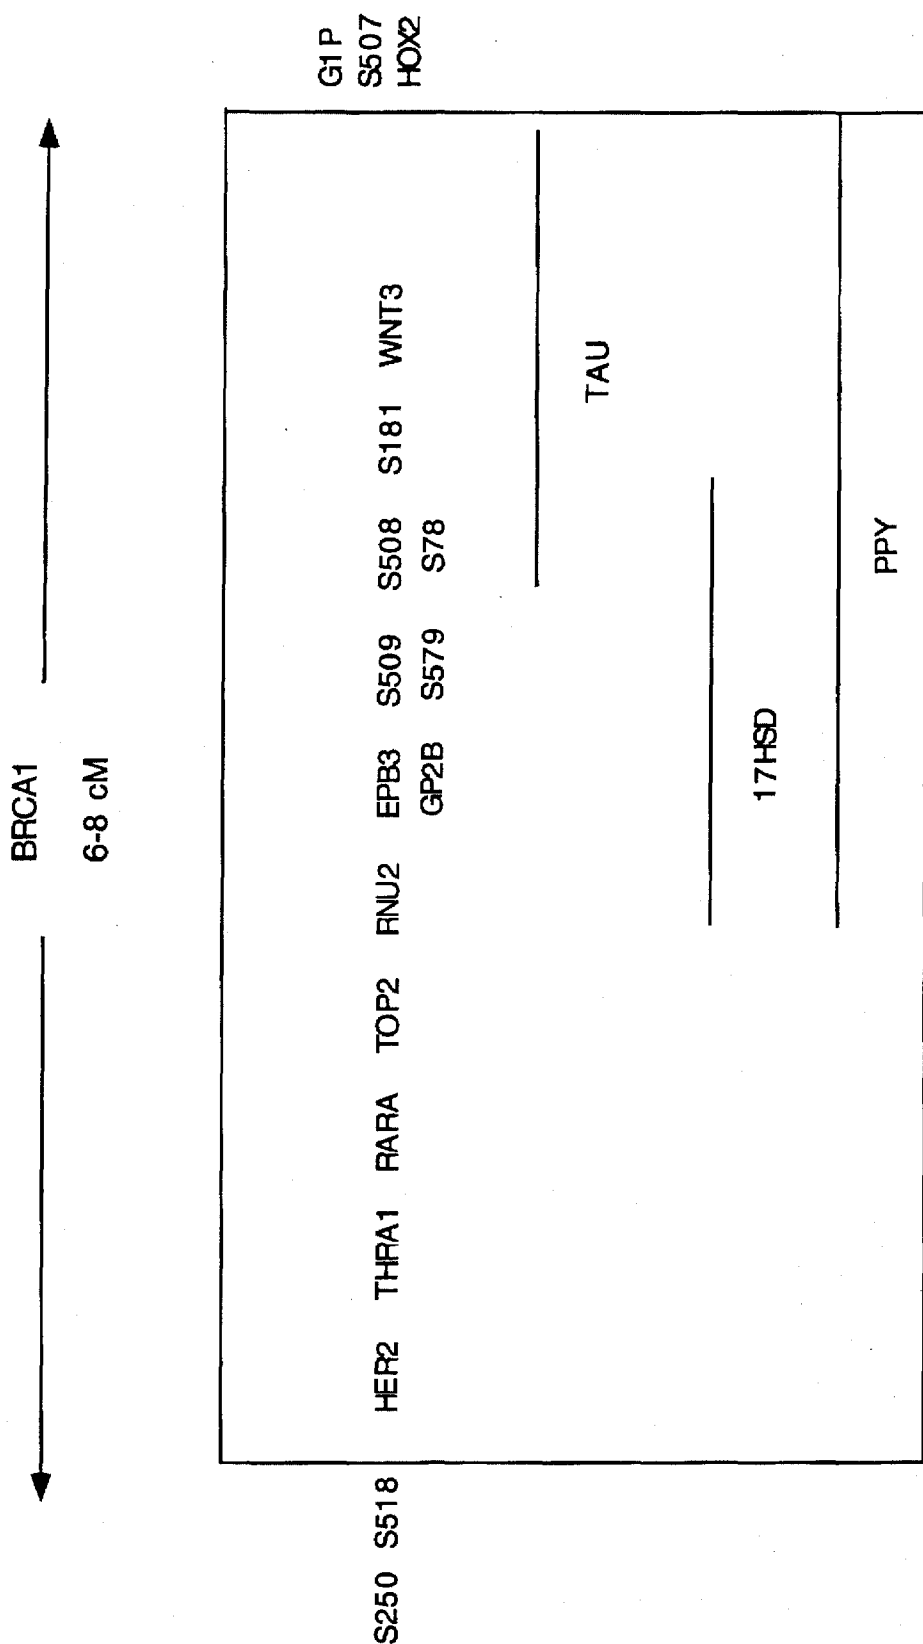 BRCA1
6-8 cM
G1P
S507
HOX2
S250 S518 HER2 THRA1 RARA TOP2 RNU2 EPB3 S509 S508 S181 WNT3
GP2B S579 S78
TAU
17HSD
PPY